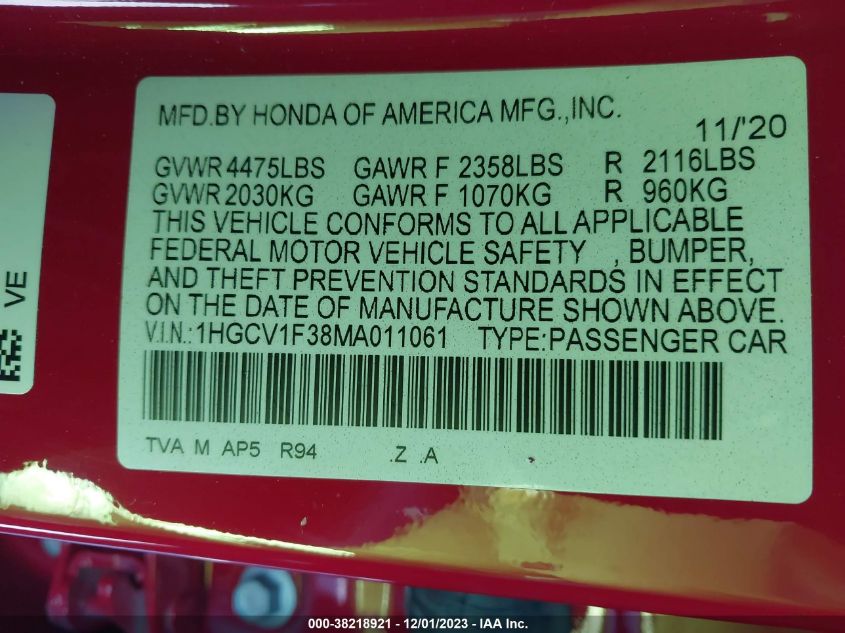 MFD.BY HONDA OF AMERICA MFG.,INC.
11/'20
GVWR 4475LBS GAWR F 2358LBS R 2116LBS
GVWR 2030KG GAWR F 1070KG R 960KG
THIS VEHICLE CONFORMS TO ALL APPLICABLE
FEDERAL MOTOR VEHICLE SAFETY , BUMPER,
AND THEFT PREVENTION STANDARDS IN EFFECT
ON THE DATE OF MANUFACTURE SHOWN ABOVE.
V.I.N.:1HGCV1F38MA011061 TYPE:PASSENGER CAR
TVA M AP5 R94 .Z .A
VE
000-38218921 - 12/01/2023 - IAA Inc.